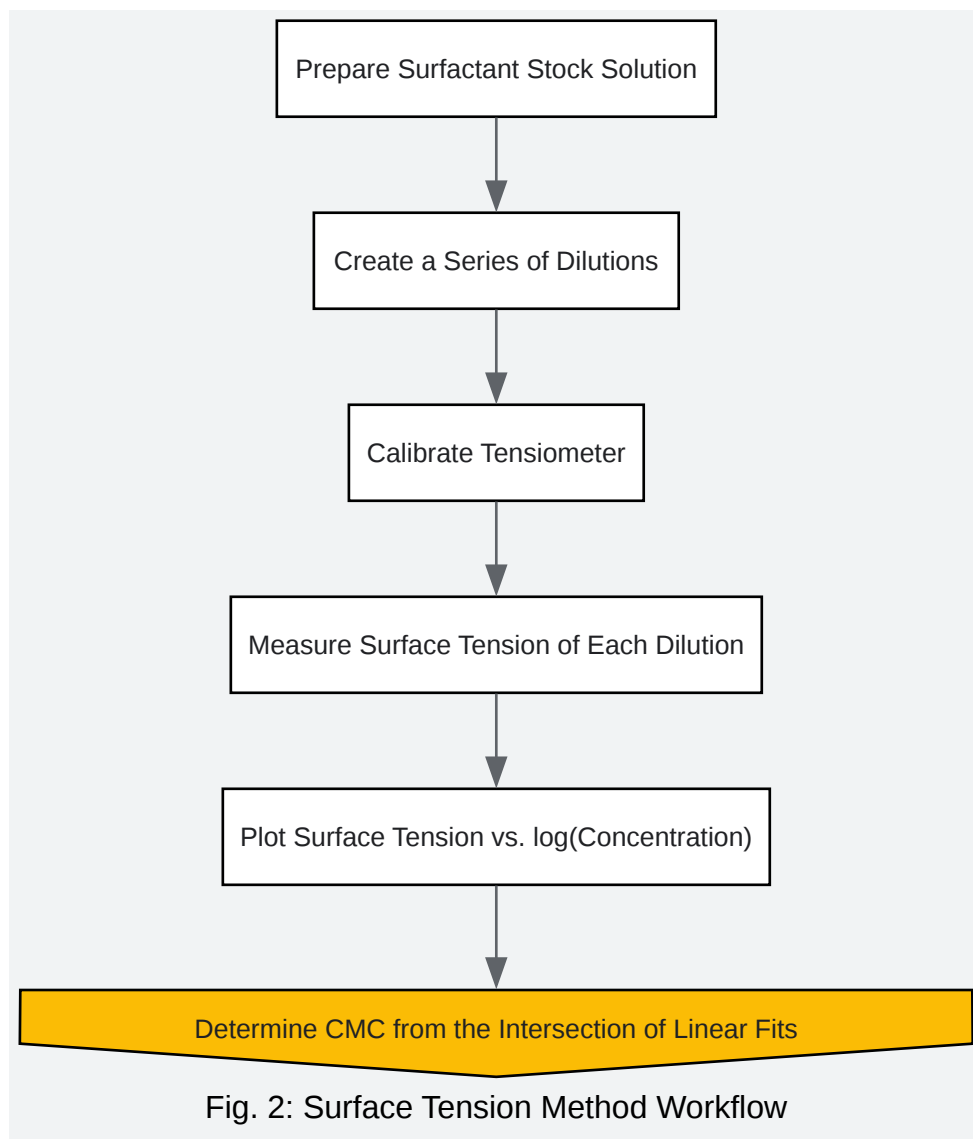 Prepare Surfactant Stock Solution
Create a Series of Dilutions
Calibrate Tensiometer
Measure Surface Tension of Each Dilution
Plot Surface Tension vs. log(Concentration)
Determine CMC from the Intersection of Linear Fits
Fig. 2: Surface Tension Method Workflow